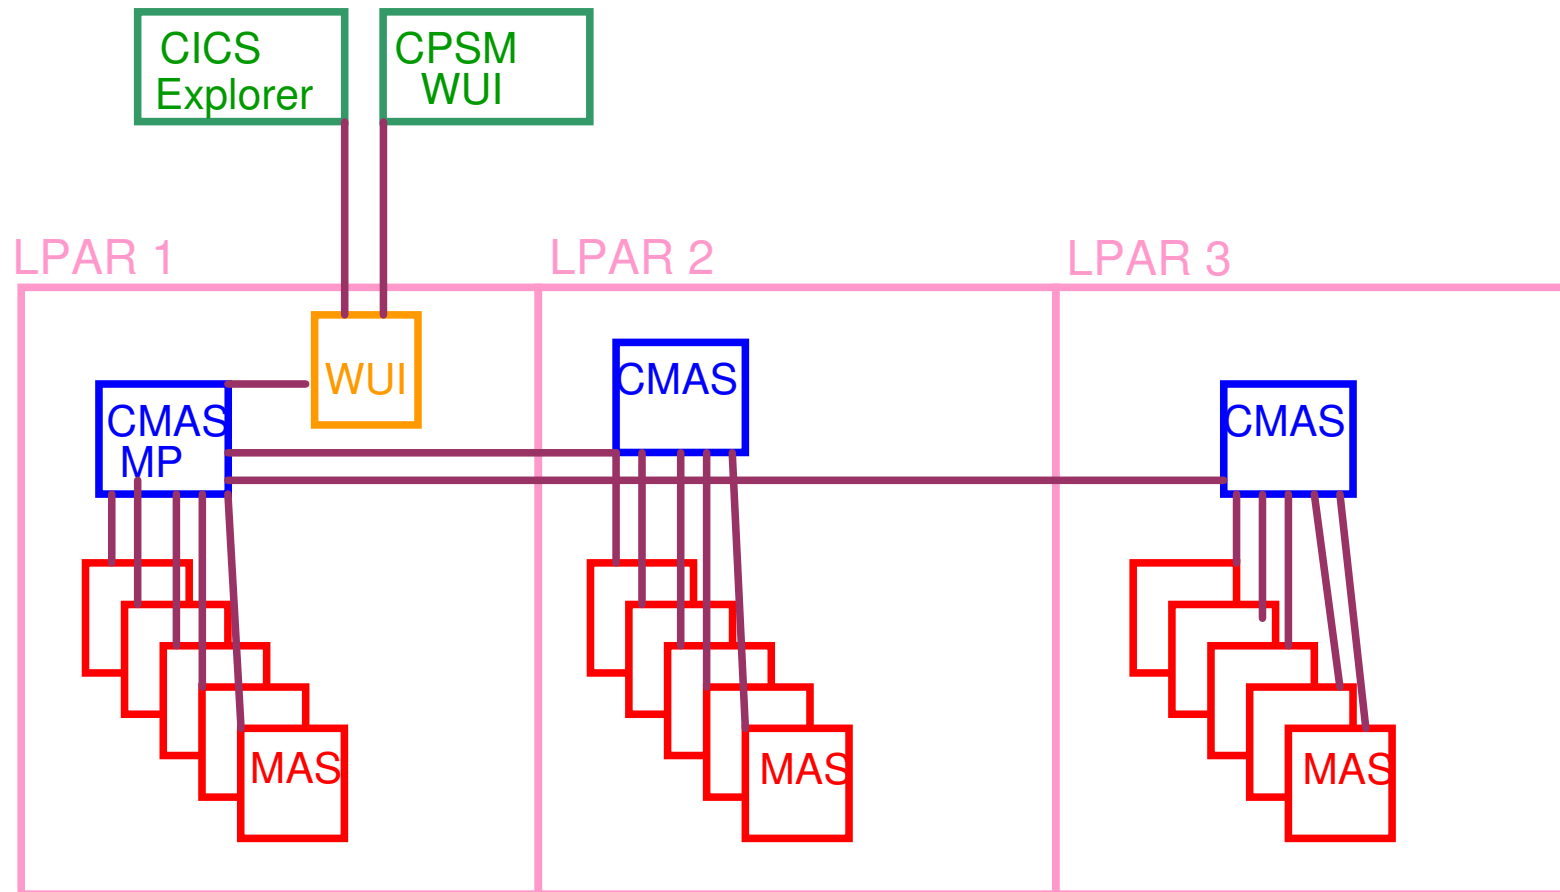 CICS
Explorer
CPSM
WUI
LPAR 1
LPAR 2
LPAR 3
WUI
CMAS
MP
CMAS
CMAS
MAS
MAS
MAS